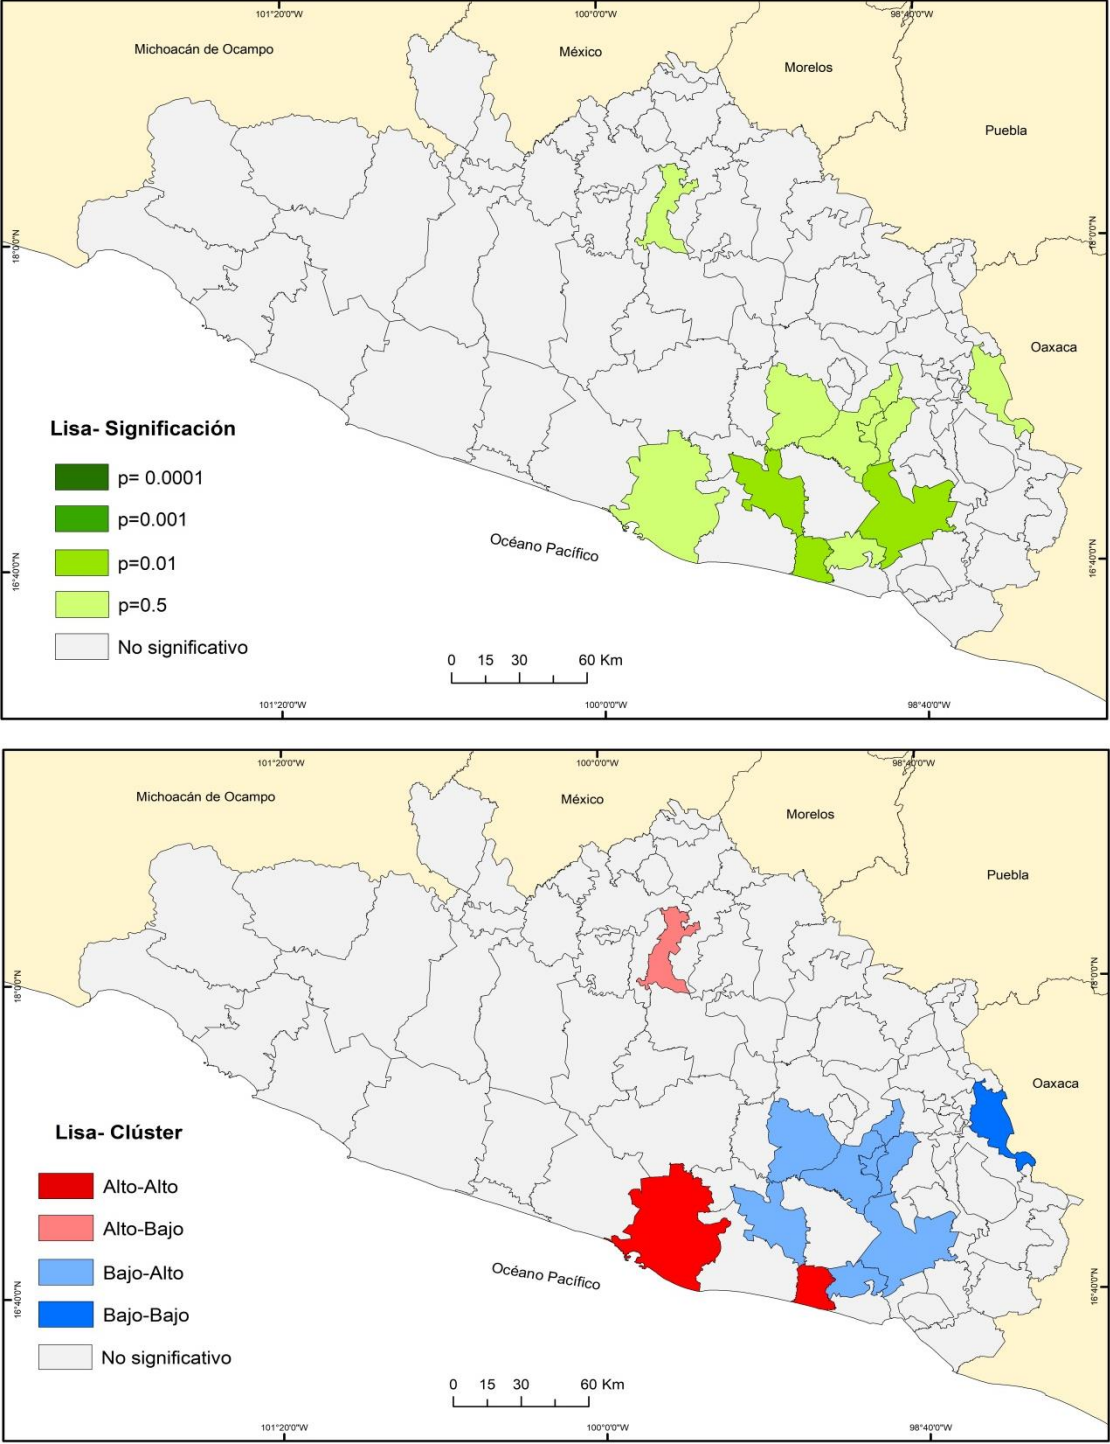 101°20'0"W
100°0'0"W
98°40'0"W
Michoacán de Ocampo
México
Morelos
Puebla
18°0'0"N
18°0'0"N
Oaxaca
Lisa- Significación
p= 0.0001
p=0.001
p=0.01
p=0.5
No significativo
Océano Pacífico
16°40'0"N
16°40'0"N
0 15 30 60 Km
101°20'0"W
100°0'0"W
98°40'0"W
101°20'0"W
100°0'0"W
98°40'0"W
Michoacán de Ocampo
México
Morelos
Puebla
18°0'0"N
18°0'0"N
Oaxaca
Lisa- Clúster
Alto-Alto
Alto-Bajo
Bajo-Alto
Bajo-Bajo
No significativo
Océano Pacífico
16°40'0"N
16°40'0"N
0 15 30 60 Km
101°20'0"W
100°0'0"W
98°40'0"W